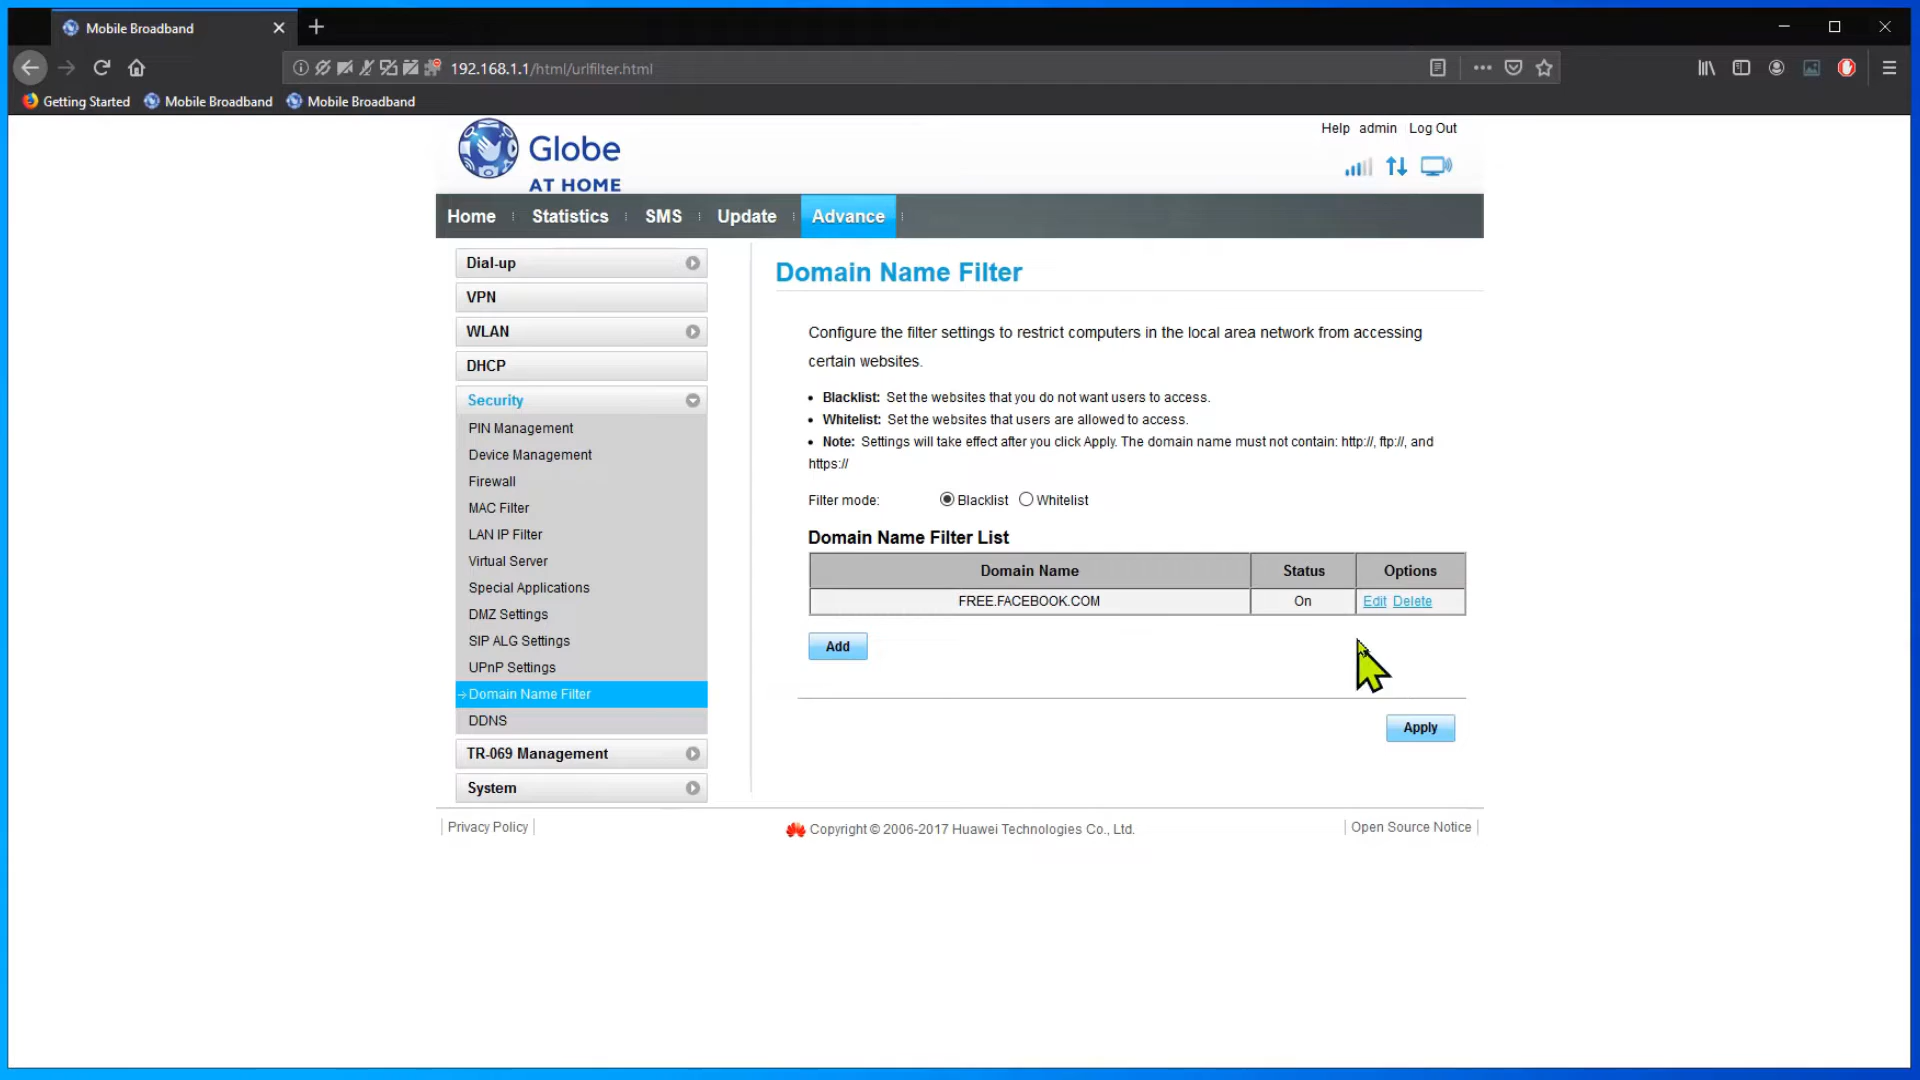 Mobile Broadband
192.168.1.1/html/urlfilter.html
Getting Started Mobile Broadband Mobile Broadband
Globe
AT HOME
Help admin Log Out
Home Statistics SMS Update Advance
Dial-up
VPN
WLAN
DHCP
Security
PIN Management
Device Management
Firewall
MAC Filter
LAN IP Filter
Virtual Server
Special Applications
DMZ Settings
SIP ALG Settings
UPnP Settings
Domain Name Filter
DDNS
TR-069 Management
System
Domain Name Filter
Configure the filter settings to restrict computers in the local area network from accessing
certain websites.
• Blacklist: Set the websites that you do not want users to access.
• Whitelist: Set the websites that users are allowed to access.
• Note: Settings will take effect after you click Apply. The domain name must not contain: http://, ftp://, and
https://
Filter mode: Blacklist Whitelist
Domain Name Filter List
Domain Name Status Options
FREE.FACEBOOK.COM On Edit Delete
Add
Apply
Privacy Policy
Copyright © 2006-2017 Huawei Technologies Co., Ltd.
Open Source Notice